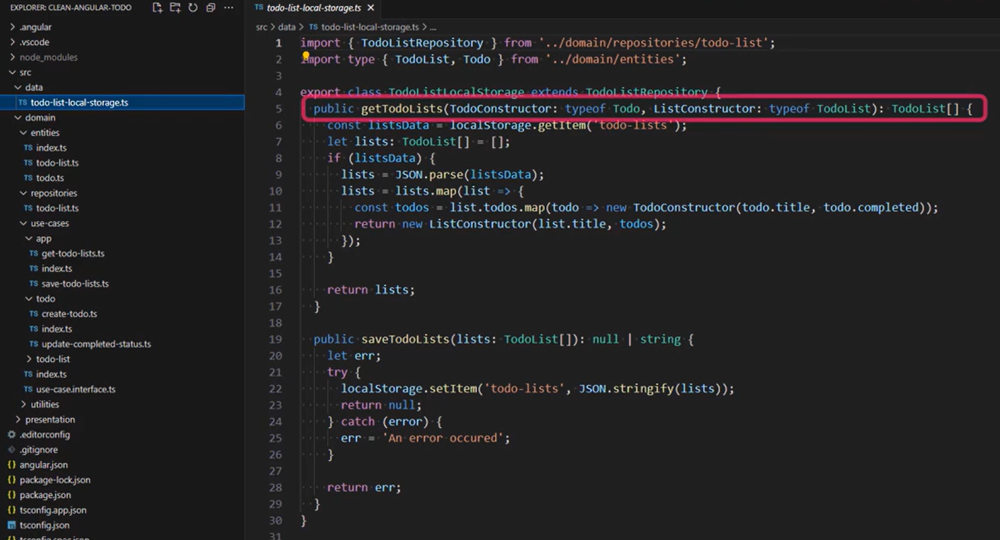 EXPLORER: CLEAN-ANGULAR-TODO
.angular
.vscode
node_modules
src
data
TS todo-list-local-storage.ts
domain
entities
TS index.ts
TS todo-list.ts
TS todo.ts
repositories
TS todo-list.ts
use-cases
app
TS get-todo-lists.ts
TS index.ts
TS save-todo-lists.ts
todo
TS create-todo.ts
TS index.ts
TS update-completed-status.ts
todo-list
TS index.ts
TS use-case.interface.ts
utilities
presentation
.editorconfig
.gitignore
{} angular.json
{} package-lock.json
{} package.json
{} tsconfig.app.json
tsconfig.json
{} tsconfig.spec.json
TS todo-list-local-storage.ts ×
src > data > TS todo-list-local-storage.ts > ...
1 import { TodoListRepository } from '../domain/repositories/todo-list';
2 import type { TodoList, Todo } from '../domain/entities';
3
4 export class TodoListLocalStorage extends TodoListRepository {
5 public getTodoLists(TodoConstructor: typeof Todo, ListConstructor: typeof TodoList): TodoList[] {
6 const listsData = localStorage.getItem('todo-lists');
7 let lists: TodoList[] = [];
8 if (listsData) {
9 lists = JSON.parse(listsData);
10 lists = lists.map(list => {
11 const todos = list.todos.map(todo => new TodoConstructor(todo.title, todo.completed));
12 return new ListConstructor(list.title, todos);
13 });
14 }
15
16 return lists;
17 }
18
19 public saveTodoLists(lists: TodoList[]): null | string {
20 let err;
21 try {
22 localStorage.setItem('todo-lists', JSON.stringify(lists));
23 return null;
24 } catch (error) {
25 err = 'An error occured';
26 }
27
28 return err;
29 }
30 }
31